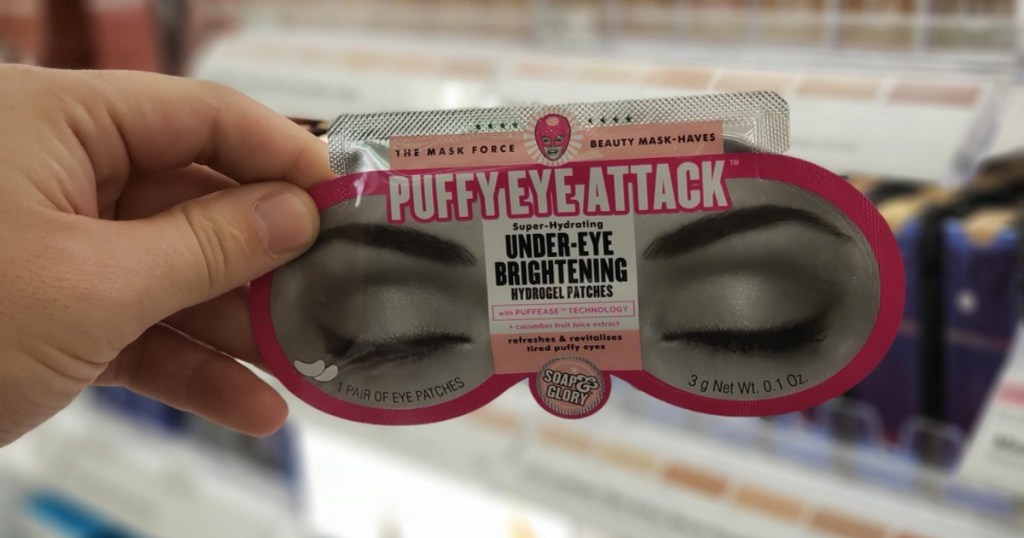 THE MASK FORCE BEAUTY MASK-HAVES
PUFFY EYE ATTACK™
Super-Hydrating
UNDER-EYE
BRIGHTENING
HYDROGEL PATCHES
with PUFFEASE™ TECHNOLOGY
+ cucumber fruit juice extract
refreshes & revitalises
tired puffy eyes
SOAP &
GLORY
1 PAIR OF EYE PATCHES
3 g Net Wt. 0.1 Oz.